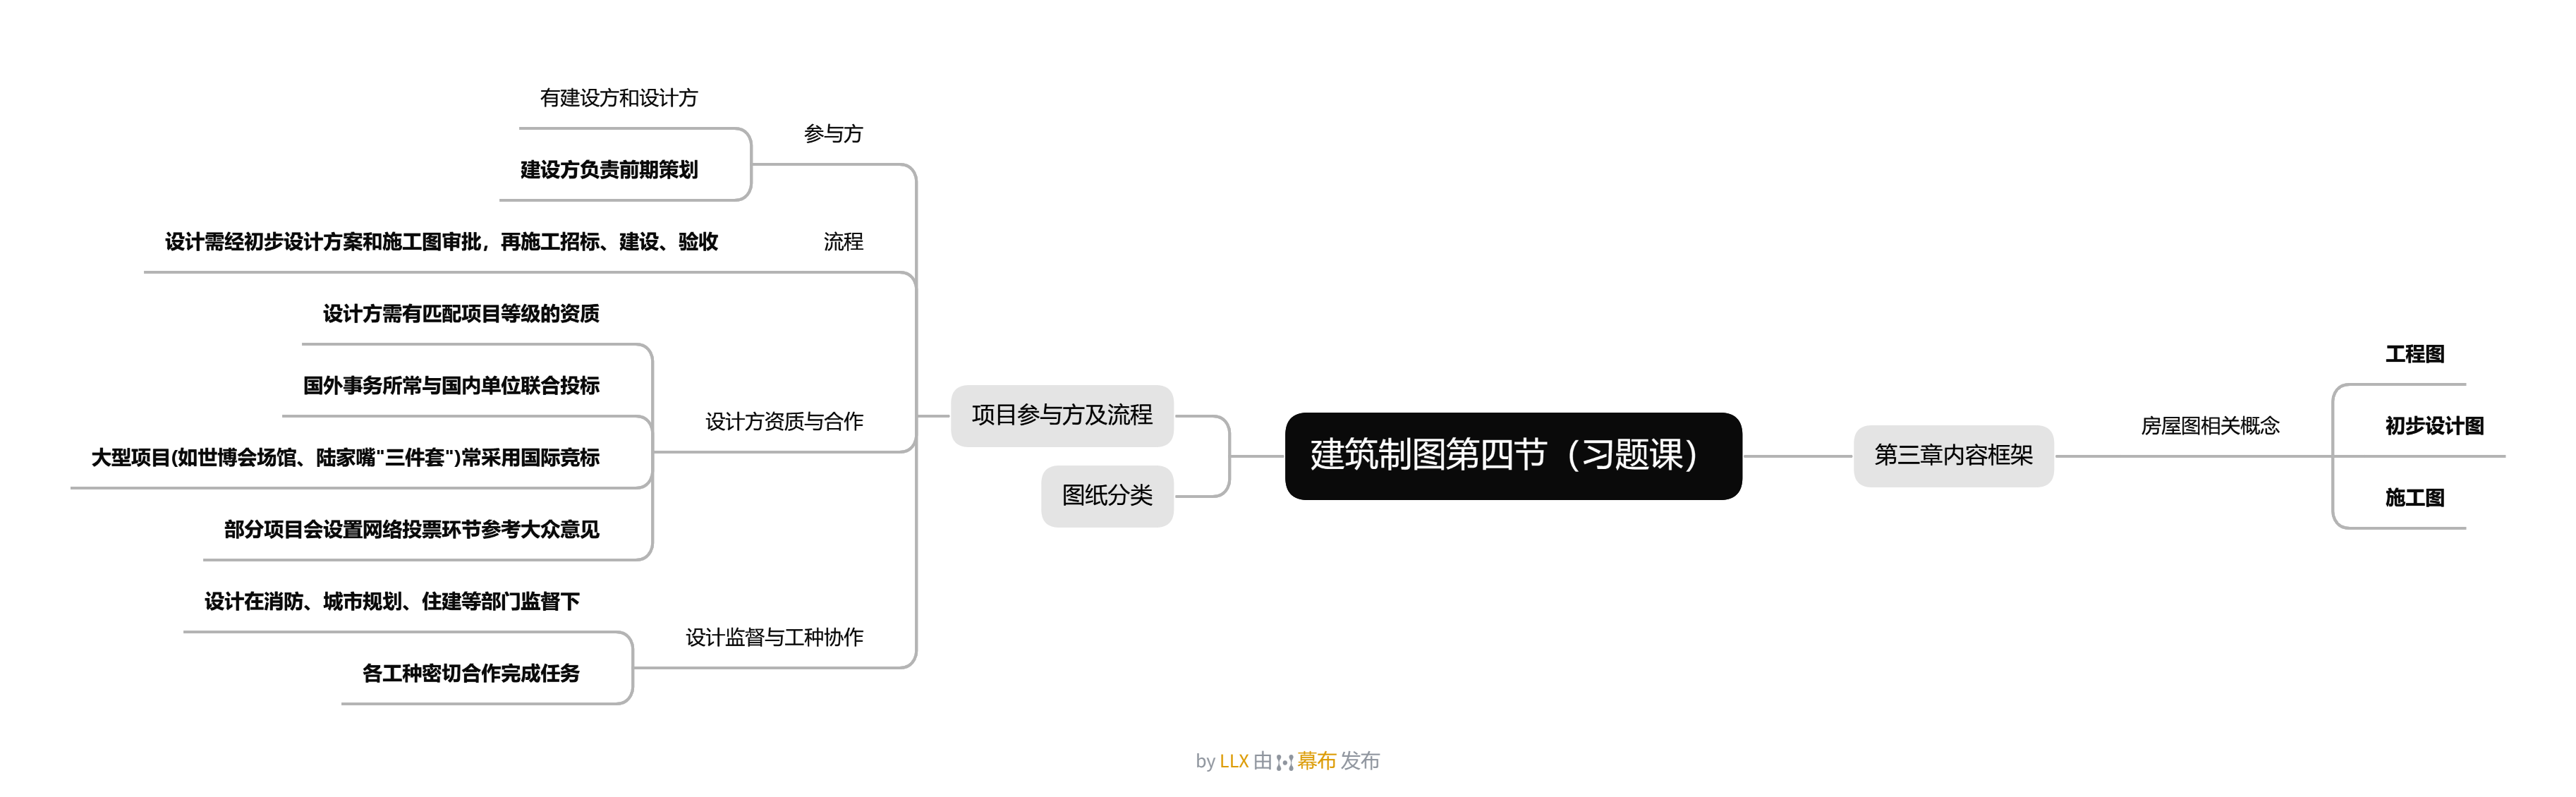 建筑制图第四节（习题课）
第三章内容框架
房屋图相关概念
工程图
初步设计图
施工图
项目参与方及流程
参与方
有建设方和设计方
建设方负责前期策划
流程
设计需经初步设计方案和施工图审批，再施工招标、建设、验收
设计方资质与合作
设计方需有匹配项目等级的资质
国外事务所常与国内单位联合投标
大型项目(如世博会场馆、陆家嘴"三件套")常采用国际竞标
部分项目会设置网络投票环节参考大众意见
设计监督与工种协作
设计在消防、城市规划、住建等部门监督下
各工种密切合作完成任务
图纸分类
by LLX 由 幕布 发布